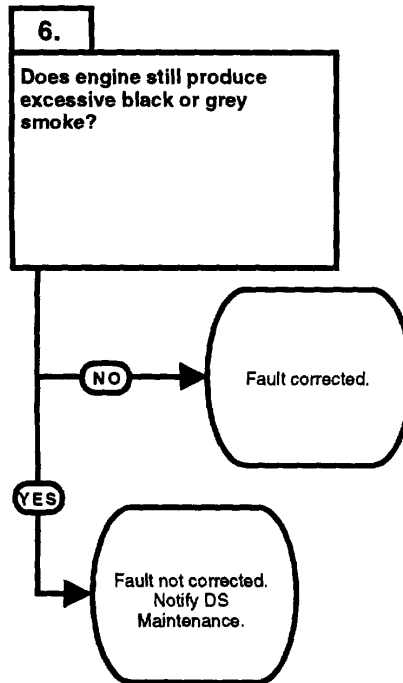 6.
Does engine still produce
excessive black or grey
smoke?
NO
Fault corrected.
YES
Fault not corrected.
Notify DS
Maintenance.